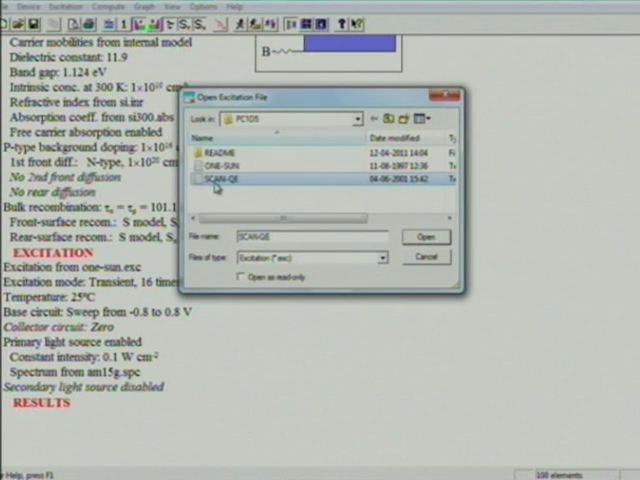 Device Excitation Compute Graph View Options Help
Carrier mobilities from internal model
Dielectric constant: 11.9
Band gap: 1.124 eV
Intrinsic conc. at 300 K: 1×10¹⁰ cm
Refractive index from si.inr
Absorption coeff. from si300.abs
Free carrier absorption enabled
P-type background doping: 1×10¹⁶ c
1st front diff.: N-type, 1×10²⁰ cm
No 2nd front diffusion
No rear diffusion
Bulk recombination: τₙ = τₚ = 101.1
Front-surface recom.: S model, Sₙ
Rear-surface recom.: S model, Sₙ
EXCITATION
Excitation from one-sun.exc
Excitation mode: Transient, 16 times
Temperature: 25°C
Base circuit: Sweep from -0.8 to 0.8 V
Collector circuit: Zero
Primary light source enabled
Constant intensity: 0.1 W cm⁻²
Spectrum from am15g.spc
Secondary light source disabled
RESULTS
B
Open Excitation File
Look in: PC1D5
Name Date modified Ty
README 12-04-2011 14:04 Fi
ONE-SUN 11-08-1997 12:36
SCAN-QE 04-06-2001 15:42
File name: SCAN-QE Open
Files of type: Excitation (*.exc) Cancel
Open as read-only
Help, press F1
100 elements